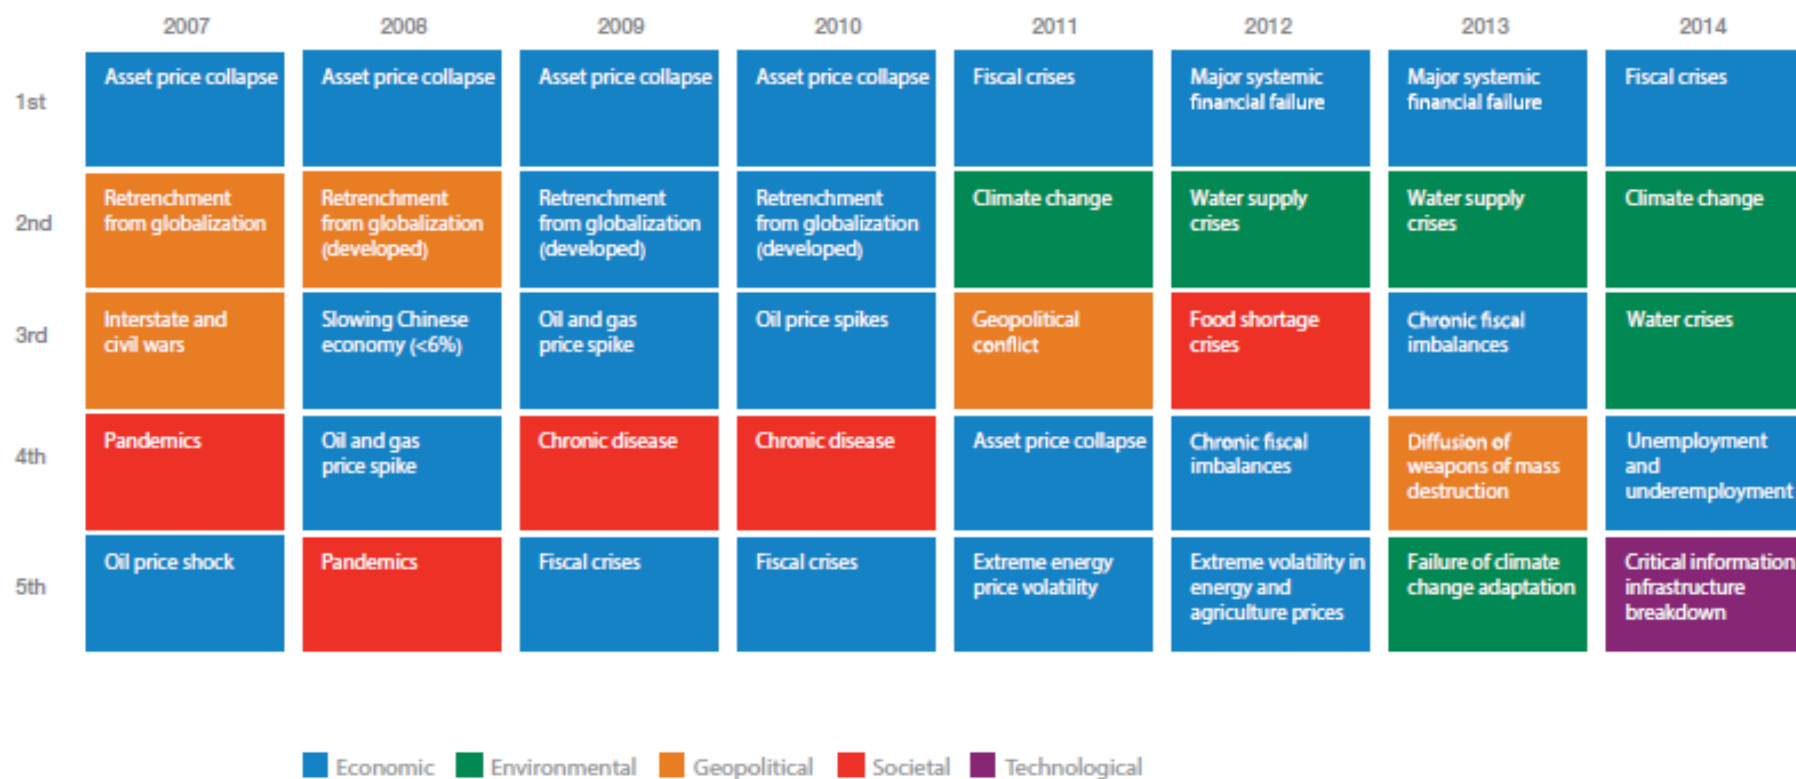 2007 2008 2009 2010 2011 2012 2013 2014
1st
Asset price collapse
Asset price collapse
Asset price collapse
Asset price collapse
Fiscal crises
Major systemic
financial failure
Major systemic
financial failure
Fiscal crises
2nd
Retrenchment
from globalization
Retrenchment
from globalization
(developed)
Retrenchment
from globalization
(developed)
Retrenchment
from globalization
(developed)
Climate change
Water supply
crises
Water supply
crises
Climate change
3rd
Interstate and
civil wars
Slowing Chinese
economy (<6%)
Oil and gas
price spike
Oil price spikes
Geopolitical
conflict
Food shortage
crises
Chronic fiscal
imbalances
Water crises
4th
Pandemics
Oil and gas
price spike
Chronic disease
Chronic disease
Asset price collapse
Chronic fiscal
imbalances
Diffusion of
weapons of mass
destruction
Unemployment
and
underemployment
5th
Oil price shock
Pandemics
Fiscal crises
Fiscal crises
Extreme energy
price volatility
Extreme volatility in
energy and
agriculture prices
Failure of climate
change adaptation
Critical information
infrastructure
breakdown
Economic Environmental Geopolitical Societal Technological